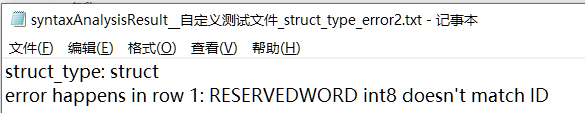 syntaxAnalysisResult__自定义测试文件_struct_type_error2.txt - 记事本
文件(F) 编辑(E) 格式(O) 查看(V) 帮助(H)
struct_type: struct
error happens in row 1: RESERVEDWORD int8 doesn't match ID